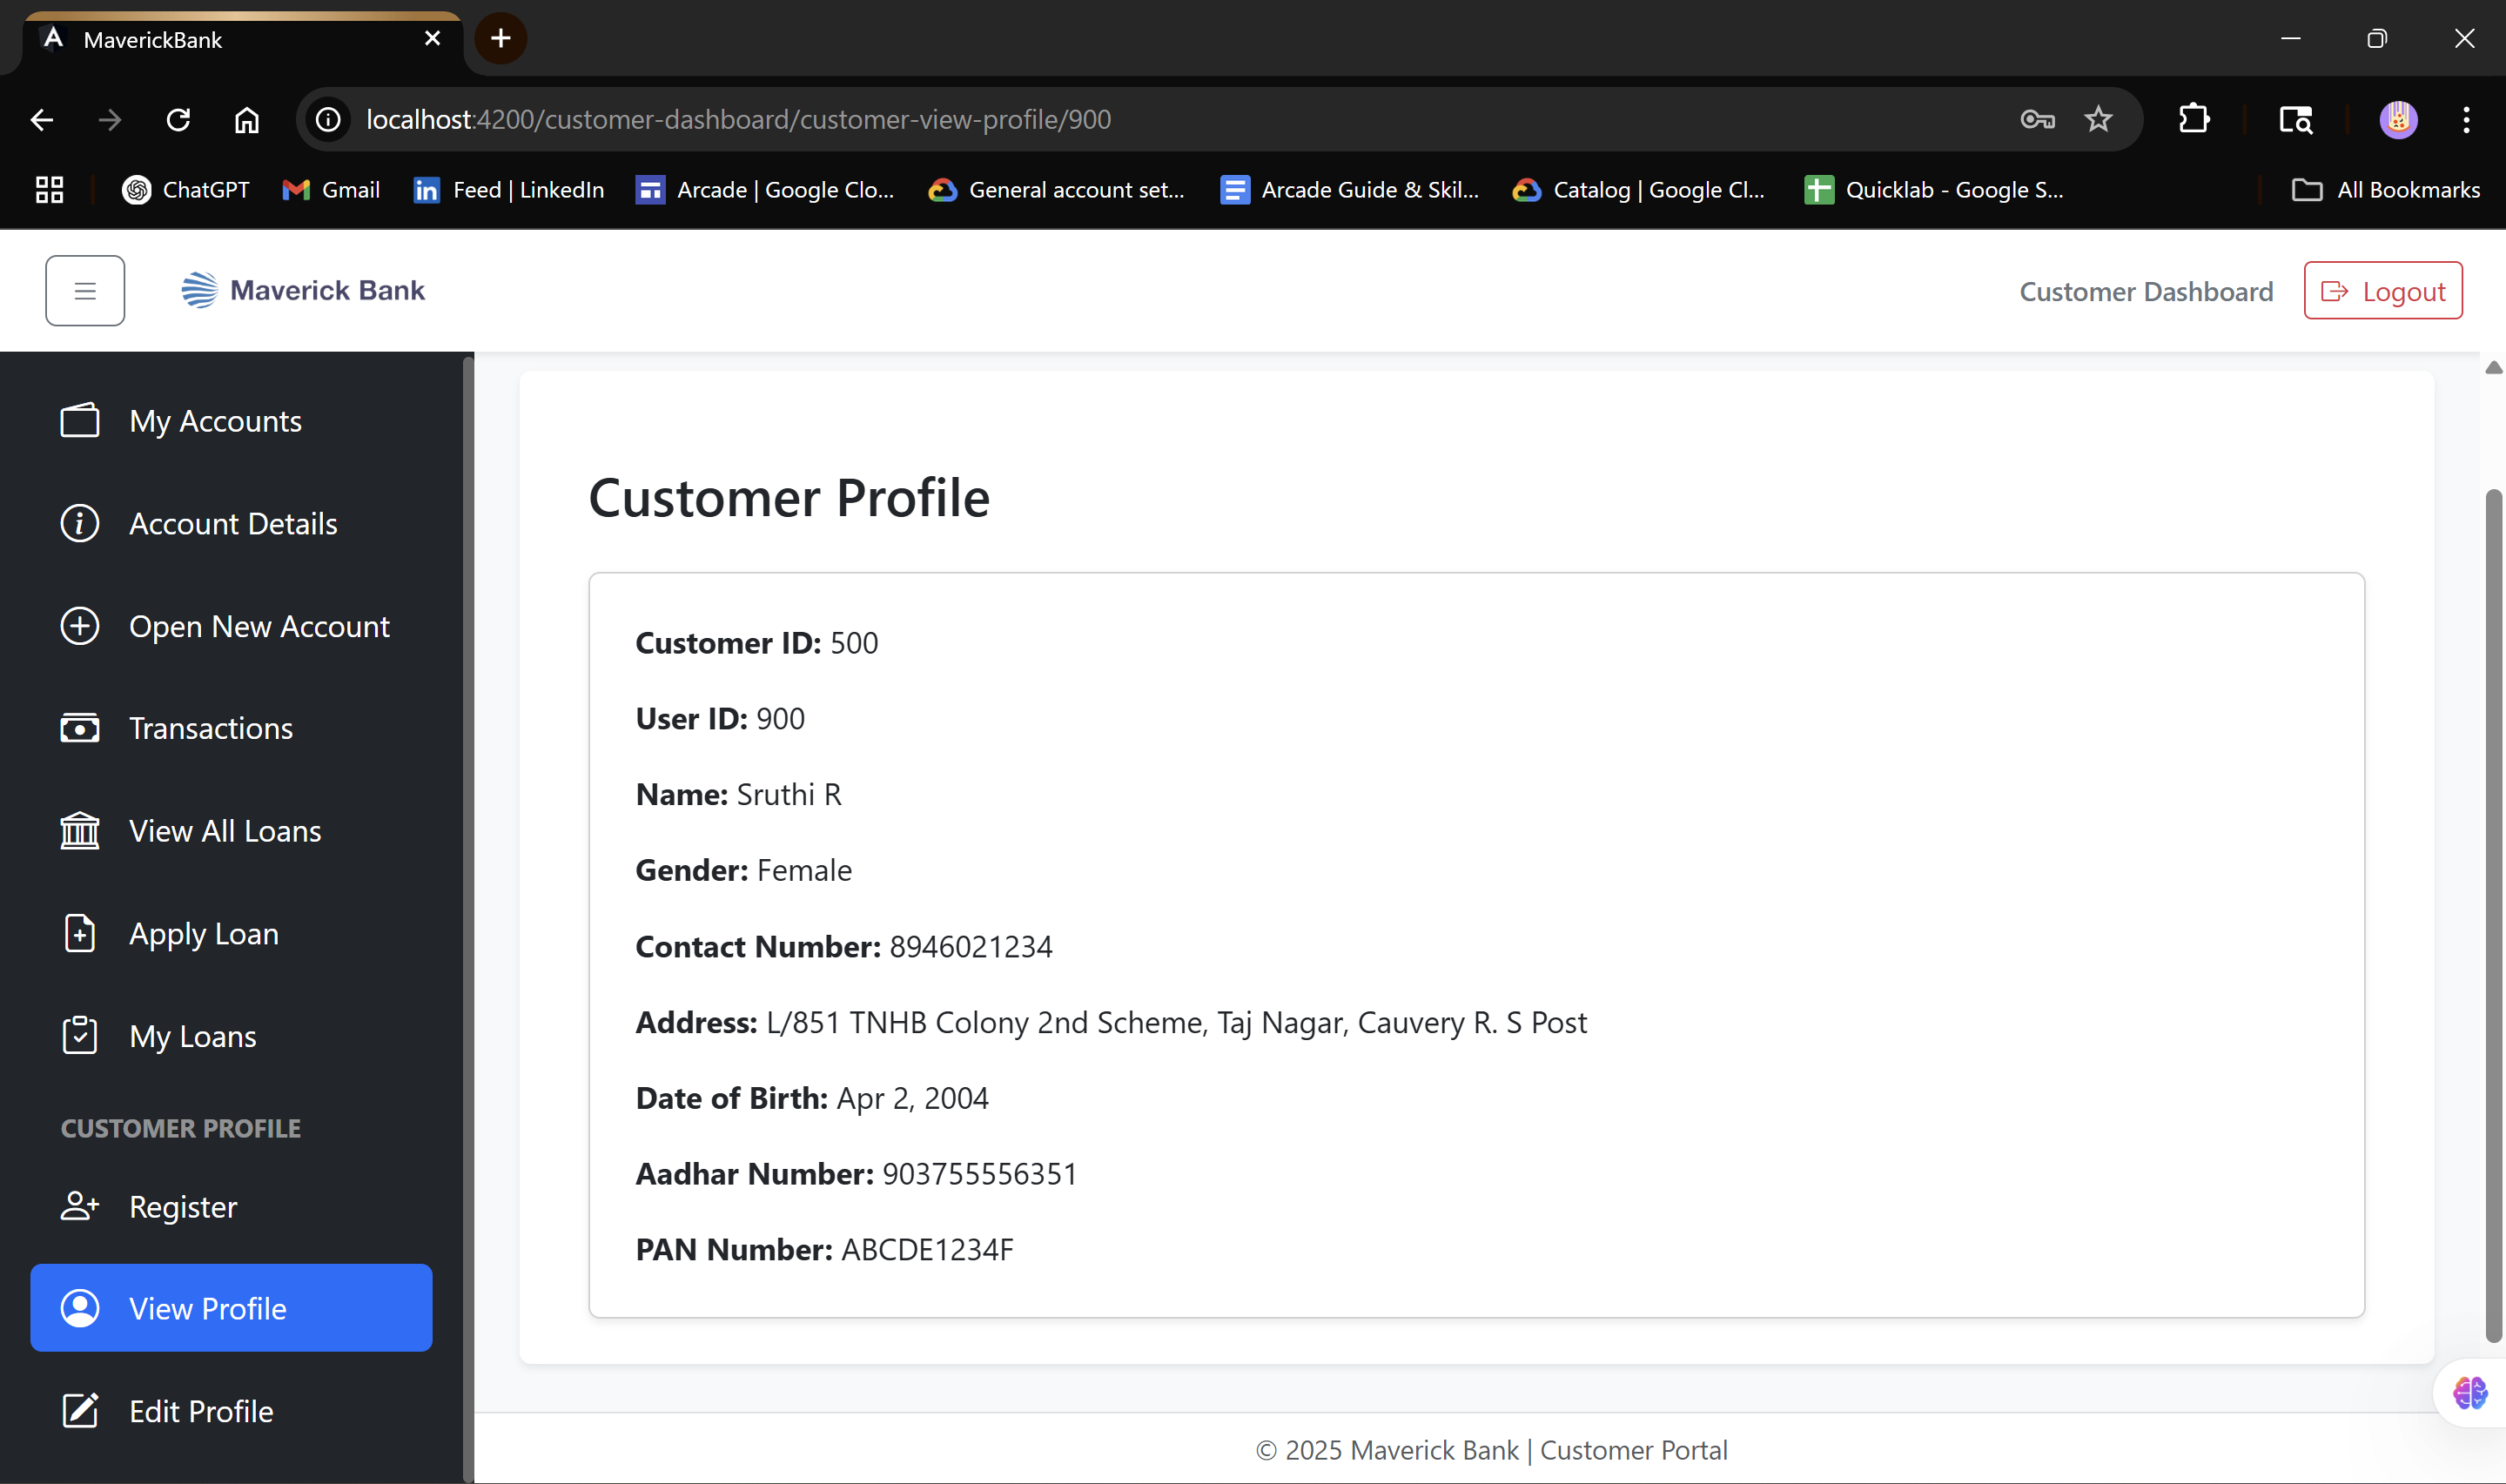 MaverickBank
localhost:4200/customer-dashboard/customer-view-profile/900
ChatGPT
Gmail
Feed | LinkedIn
Arcade | Google Clo...
General account set...
Arcade Guide & Skil...
Catalog | Google Cl...
Quicklab - Google S...
All Bookmarks
Maverick Bank
Customer Dashboard
Logout
My Accounts
Account Details
Open New Account
Transactions
View All Loans
Apply Loan
My Loans
CUSTOMER PROFILE
Register
View Profile
Edit Profile
Customer Profile
Customer ID: 500
User ID: 900
Name: Sruthi R
Gender: Female
Contact Number: 8946021234
Address: L/851 TNHB Colony 2nd Scheme, Taj Nagar, Cauvery R. S Post
Date of Birth: Apr 2, 2004
Aadhar Number: 903755556351
PAN Number: ABCDE1234F
© 2025 Maverick Bank | Customer Portal